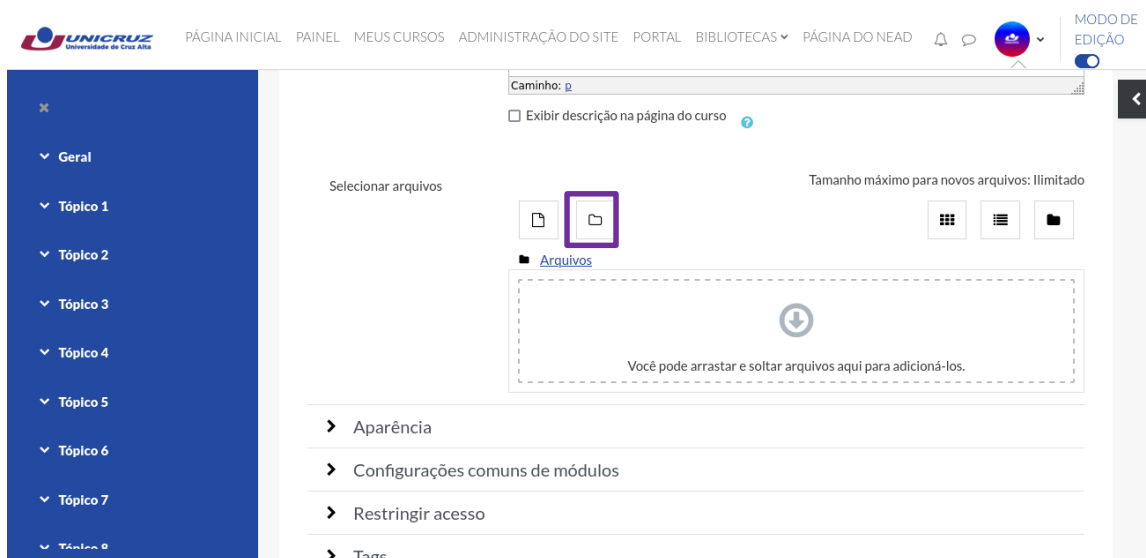 UNICRUZ
Universidade de Cruz Alta
PÁGINA INICIAL PAINEL MEUS CURSOS ADMINISTRAÇÃO DO SITE PORTAL BIBLIOTECAS PÁGINA DO NEAD
MODO DE
EDIÇÃO
Geral
Tópico 1
Tópico 2
Tópico 3
Tópico 4
Tópico 5
Tópico 6
Tópico 7
Tópico 8
Caminho: p
Exibir descrição na página do curso
Selecionar arquivos
Tamanho máximo para novos arquivos: Ilimitado
Arquivos
Você pode arrastar e soltar arquivos aqui para adicioná-los.
Aparência
Configurações comuns de módulos
Restringir acesso
Tags